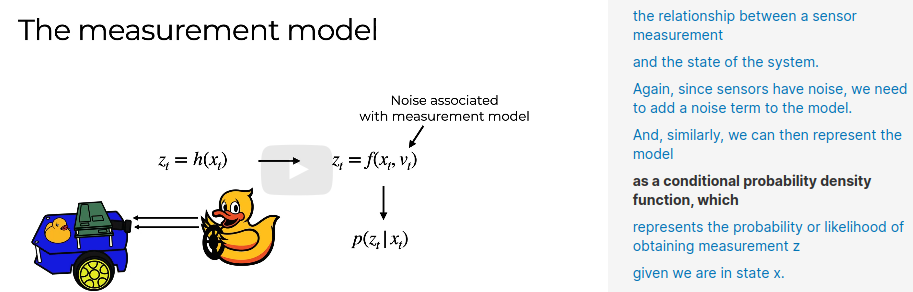 The measurement model
Noise associated
with measurement model
z_t = h(x_t)
z_t = f(x_t, v_t)
p(z_t|x_t)
the relationship between a sensor
measurement
and the state of the system.
Again, since sensors have noise, we need
to add a noise term to the model.
And, similarly, we can then represent the
model
as a conditional probability density
function, which
represents the probability or likelihood of
obtaining measurement z
given we are in state x.